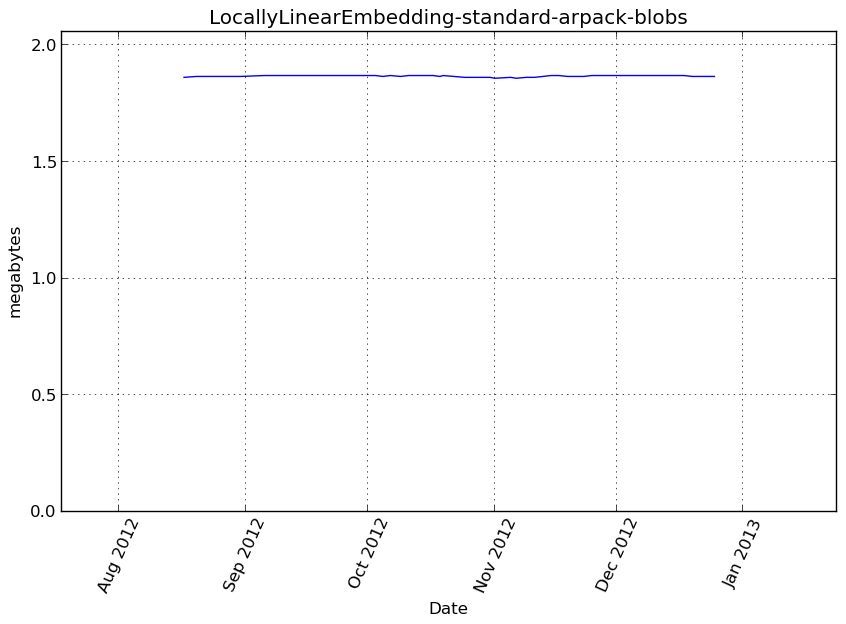 LocallyLinearEmbedding-standard-arpack-blobs
2.0
1.5
1.0
0.5
0.0
megabytes
Aug 2012
Sep 2012
Oct 2012
Nov 2012
Dec 2012
Jan 2013
Date